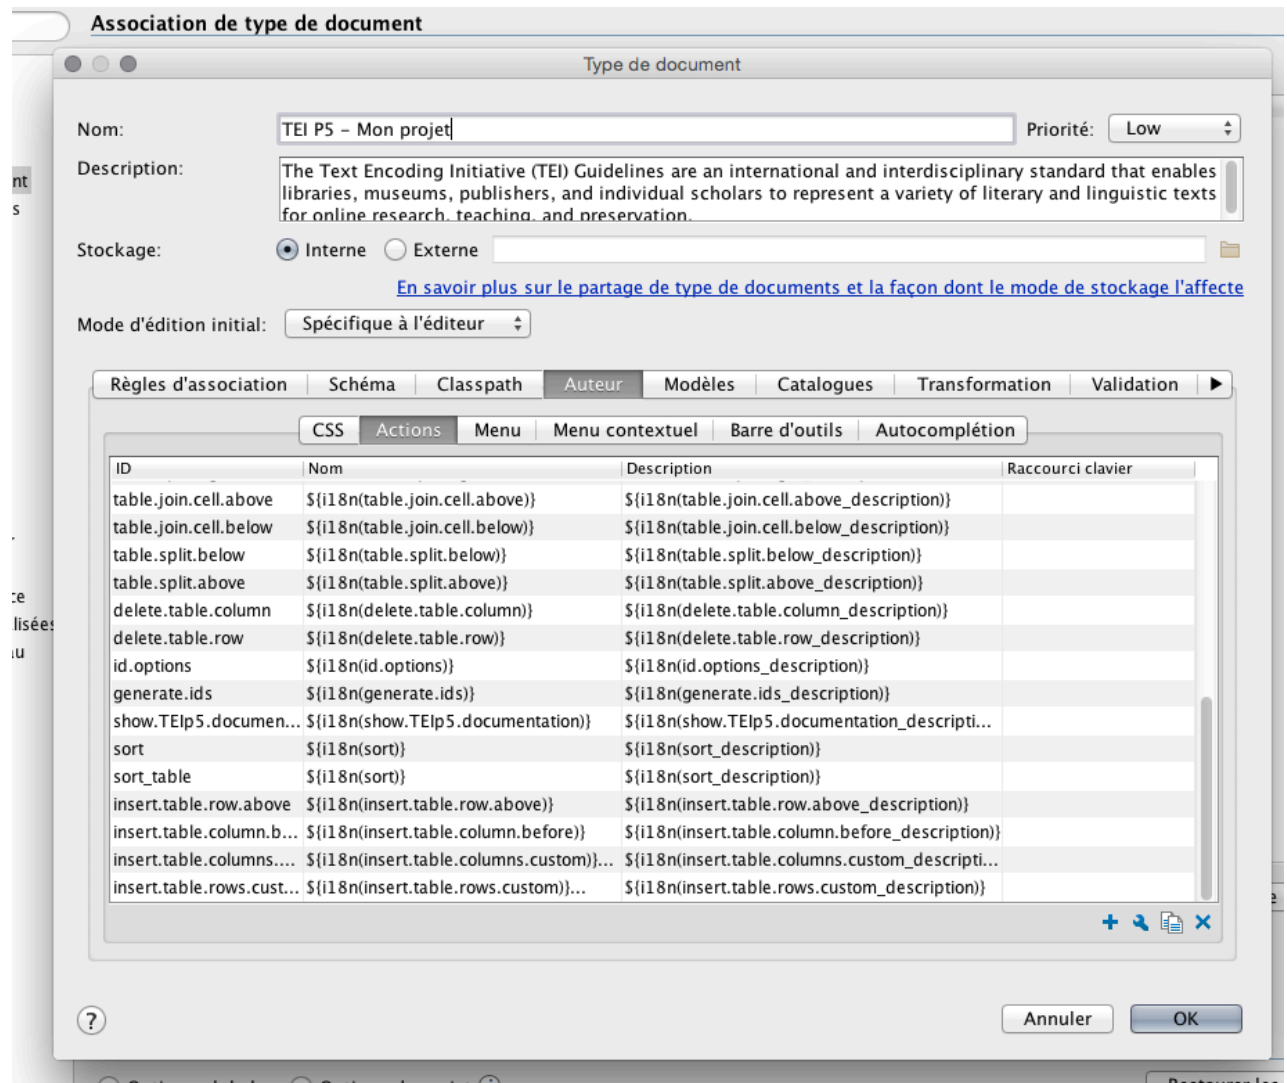 Association de type de document
Type de document
Nom: TEI P5 – Mon projet Priorité: Low
Description: The Text Encoding Initiative (TEI) Guidelines are an international and interdisciplinary standard that enables
libraries, museums, publishers, and individual scholars to represent a variety of literary and linguistic texts
for online research, teaching, and preservation.
Stockage: Interne Externe
En savoir plus sur le partage de type de documents et la façon dont le mode de stockage l'affecte
Mode d'édition initial: Spécifique à l'éditeur
Règles d'association Schéma Classpath Auteur Modèles Catalogues Transformation Validation
CSS Actions Menu Menu contextuel Barre d'outils Autocomplétion
ID Nom Description Raccourci clavier
table.join.cell.above ${i18n(table.join.cell.above)} ${i18n(table.join.cell.above_description)}
table.join.cell.below ${i18n(table.join.cell.below)} ${i18n(table.join.cell.below_description)}
table.split.below ${i18n(table.split.below)} ${i18n(table.split.below_description)}
table.split.above ${i18n(table.split.above)} ${i18n(table.split.above_description)}
delete.table.column ${i18n(delete.table.column)} ${i18n(delete.table.column_description)}
delete.table.row ${i18n(delete.table.row)} ${i18n(delete.table.row_description)}
id.options ${i18n(id.options)} ${i18n(id.options_description)}
generate.ids ${i18n(generate.ids)} ${i18n(generate.ids_description)}
show.TEIp5.documen... ${i18n(show.TEIp5.documentation)} ${i18n(show.TEIp5.documentation_descripti...
sort ${i18n(sort)} ${i18n(sort_description)}
sort_table ${i18n(sort)} ${i18n(sort_description)}
insert.table.row.above ${i18n(insert.table.row.above)} ${i18n(insert.table.row.above_description)}
insert.table.column.b... ${i18n(insert.table.column.before)} ${i18n(insert.table.column.before_description)}
insert.table.columns.... ${i18n(insert.table.columns.custom)}... ${i18n(insert.table.columns.custom_descripti...
insert.table.rows.cust... ${i18n(insert.table.rows.custom)}... ${i18n(insert.table.rows.custom_description)}
? Annuler OK